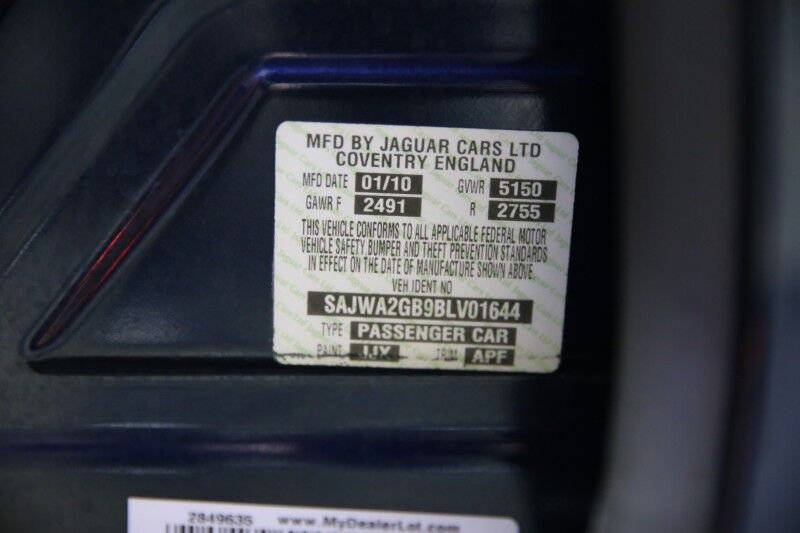 MFD BY JAGUAR CARS LTD
COVENTRY ENGLAND
MFD DATE 01/10 GVWR 5150
GAWR F 2491 R 2755
THIS VEHICLE CONFORMS TO ALL APPLICABLE FEDERAL MOTOR
VEHICLE SAFETY BUMPER AND THEFT PREVENTION STANDARDS
IN EFFECT ON THE DATE OF MANUFACTURE SHOWN ABOVE.
VEH IDENT NO
SAJWA2GB9BLV01644
TYPE PASSENGER CAR
PAINT TRIM APF
2849635 www.MyDealerLot.com